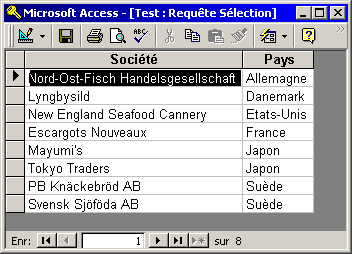 Microsoft Access - [Test : Requête Sélection]
Société Pays
Nord-Ost-Fisch Handelsgesellschaft Allemagne
Lyngbysild Danemark
New England Seafood Cannery Etats-Unis
Escargots Nouveaux France
Mayumi's Japon
Tokyo Traders Japon
PB Knäckebröd AB Suède
Svensk Sjöföda AB Suède
Enr: 1 sur 8